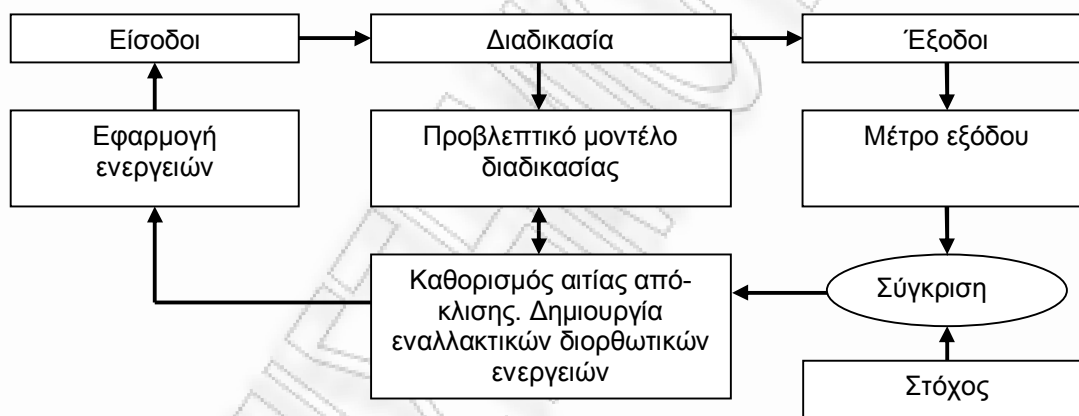 Είσοδοι
Διαδικασία
Έξοδοι
Εφαρμογή
ενεργειών
Προβλεπτικό μοντέλο
διαδικασίας
Μέτρο εξόδου
Καθορισμός αιτίας από-
κλισης. Δημιουργία
εναλλακτικών διορθωτικών
ενεργειών
Σύγκριση
Στόχος